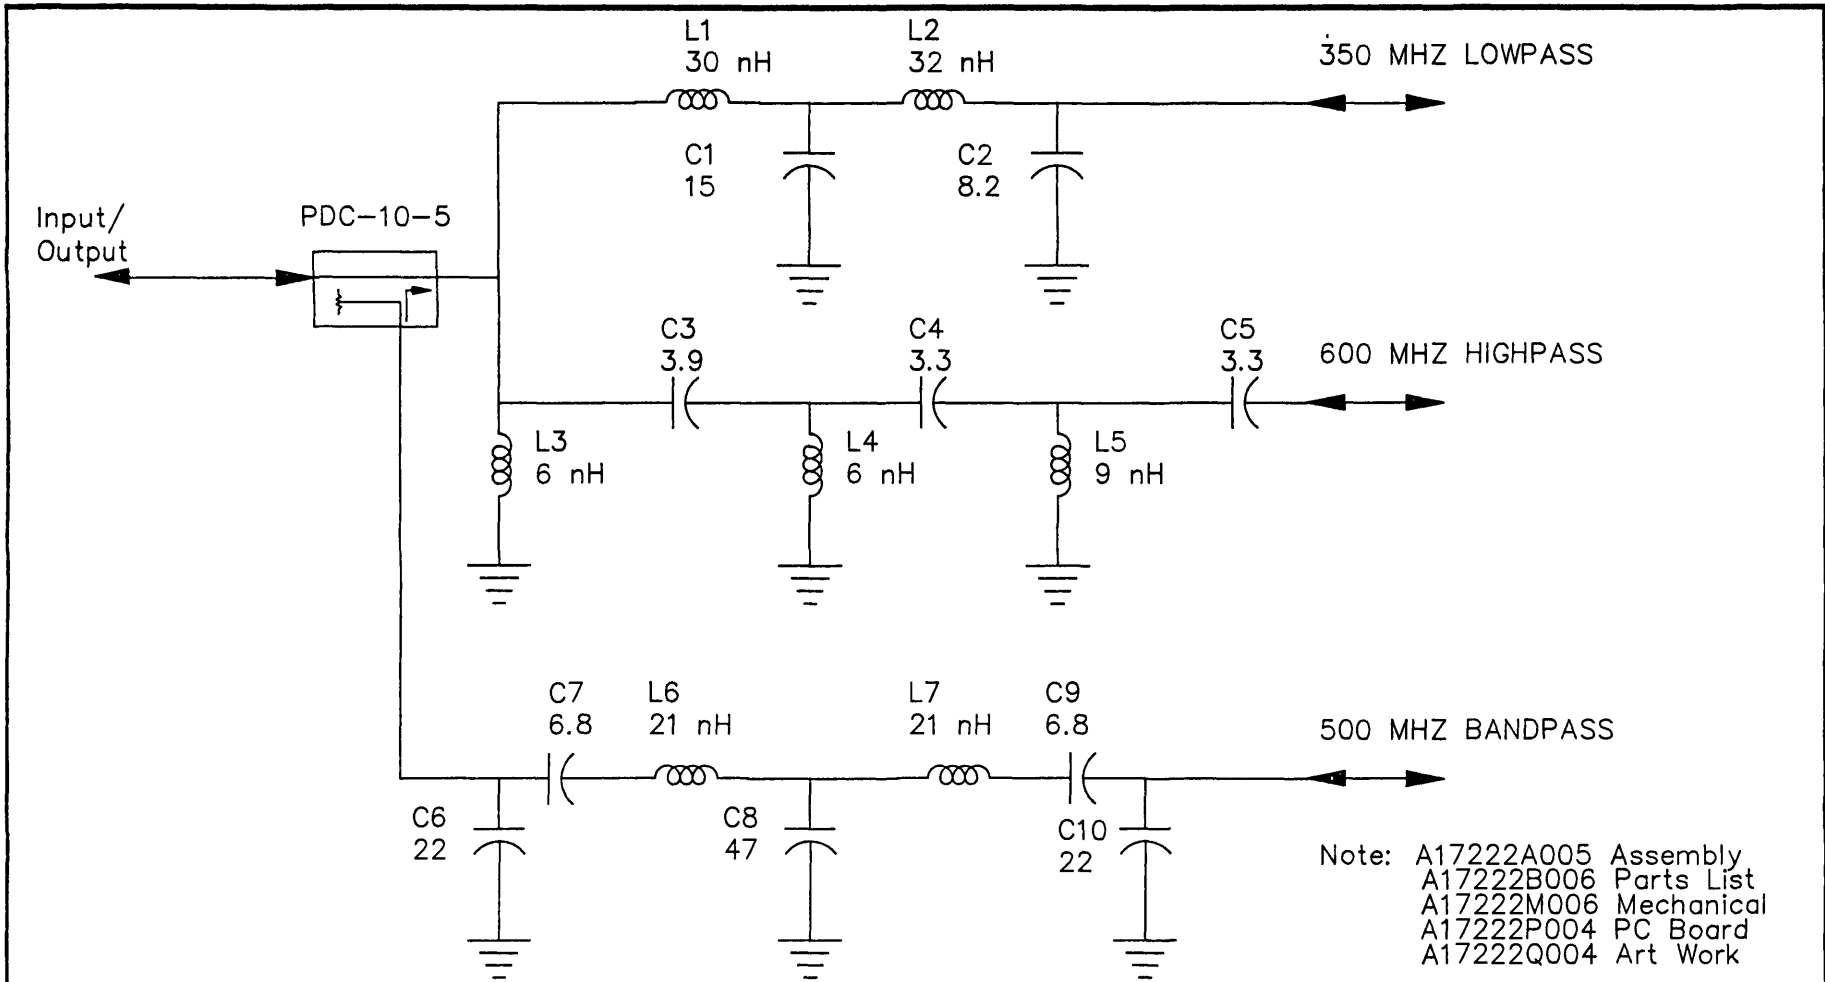 L1
30 nH
L2
32 nH
350 MHZ LOWPASS
C1
15
C2
8.2
Input/
Output
PDC-10-5
C3
3.9
C4
3.3
C5
3.3
600 MHZ HIGHPASS
L3
6 nH
L4
6 nH
L5
9 nH
C7
6.8
L6
21 nH
L7
21 nH
C9
6.8
500 MHZ BANDPASS
C6
22
C8
47
C10
22
Note: A17222A005 Assembly
A17222B006 Parts List
A17222M006 Mechanical
A17222P004 PC Board
A17222Q004 Art Work